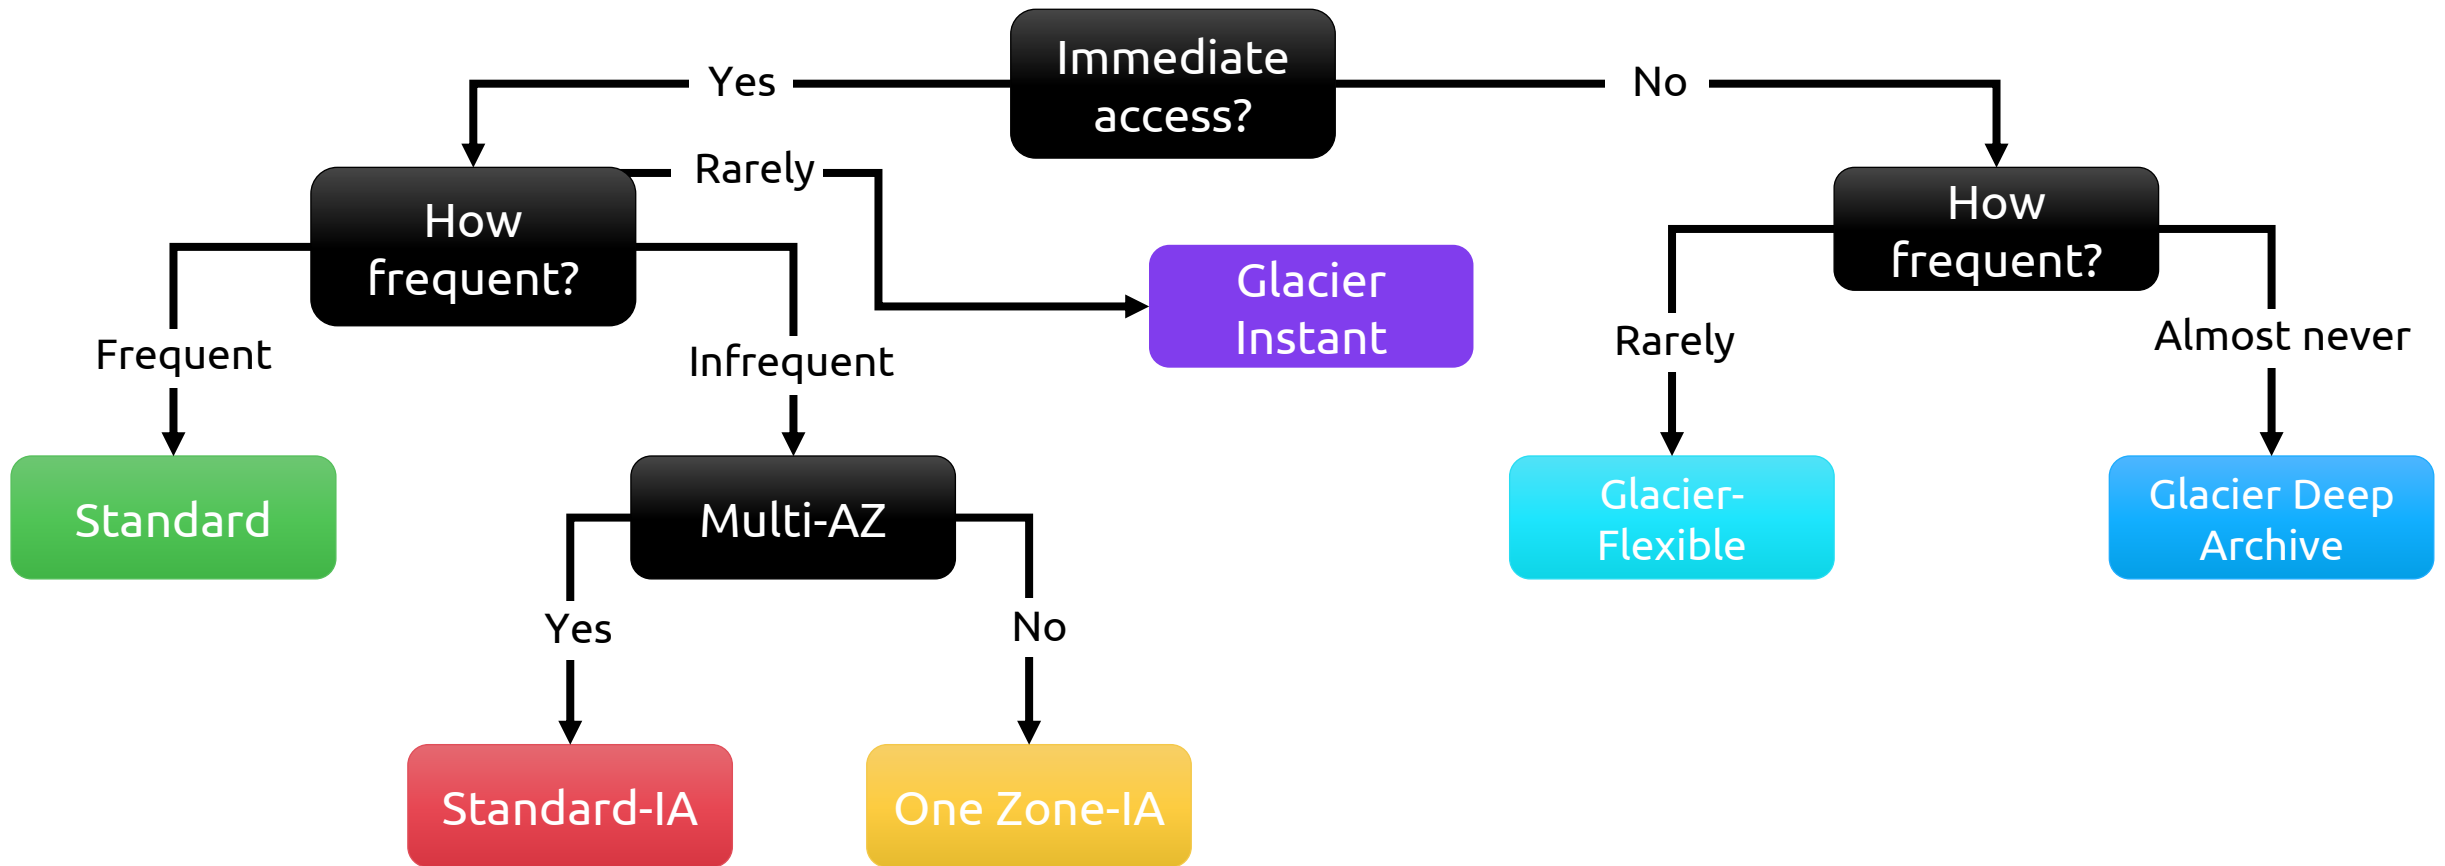 Immediate
access?
Yes
No
Rarely
How
frequent?
How
frequent?
Glacier
Instant
Frequent
Infrequent
Rarely
Almost never
Standard
Multi-AZ
Glacier-
Flexible
Glacier Deep
Archive
Yes
No
Standard-IA
One Zone-IA